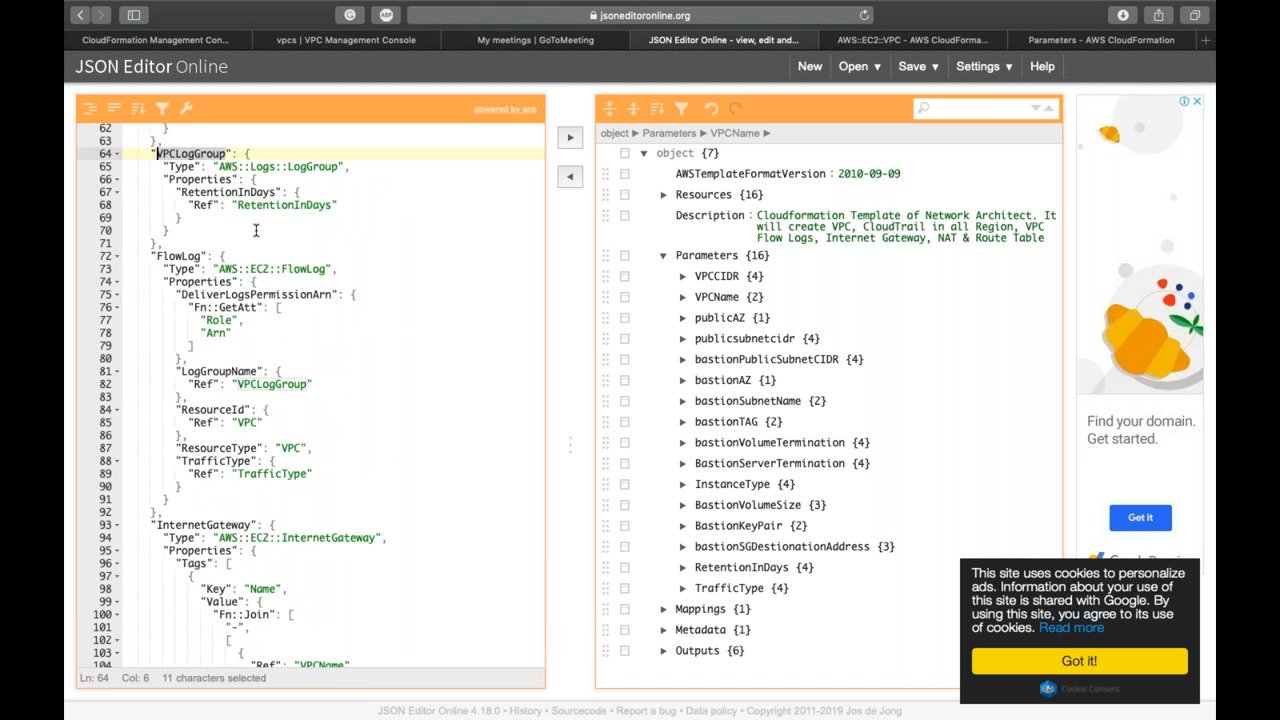 jsoneditoronline.org
CloudFormation Management Con...
vpcs | VPC Management Console
My meetings | GoToMeeting
JSON Editor Online - view, edit and...
AWS::EC2::VPC - AWS CloudForma...
Parameters - AWS CloudFormation
JSON Editor Online
New
Open ▾
Save ▾
Settings ▾
Help
powered by ace
62 }
63 },
64 "VPCLogGroup": {
65 "Type": "AWS::Logs::LogGroup",
66 "Properties": {
67 "RetentionInDays": {
68 "Ref": "RetentionInDays"
69 }
70 }
71 },
72 "FlowLog": {
73 "Type": "AWS::EC2::FlowLog",
74 "Properties": {
75 "DeliverLogsPermissionArn": {
76 "Fn::GetAtt": [
77 "Role",
78 "Arn"
79 ]
80 },
81 "LogGroupName": {
82 "Ref": "VPCLogGroup"
83 },
84 "ResourceId": {
85 "Ref": "VPC"
86 },
87 "ResourceType": "VPC",
88 "TrafficType": {
89 "Ref": "TrafficType"
90 }
91 }
92 },
93 "InternetGateway": {
94 "Type": "AWS::EC2::InternetGateway",
95 "Properties": {
96 "Tags": [
97 {
98 "Key": "Name",
99 "Value": {
100 "Fn::Join": [
101 "-",
102 [
103 {
104 "Ref": "VPCName"
Ln: 64 Col: 6 11 characters selected
object ▶ Parameters ▶ VPCName ▶
object {7}
AWSTemplateFormatVersion : 2010-09-09
Resources {16}
Description : Cloudformation Template of Network Architect. It
will create VPC, CloudTrail in all Region, VPC
Flow Logs, Internet Gateway, NAT & Route Table
Parameters {16}
VPCCIDR {4}
VPCName {2}
publicAZ {1}
publicsubnetcidr {4}
bastionPublicSubnetCIDR {4}
bastionAZ {1}
bastionSubnetName {2}
bastionTAG {2}
bastionVolumeTermination {4}
BastionServerTermination {4}
InstanceType {4}
BastionVolumeSize {3}
BastionKeyPair {2}
bastionSGDestionationAddress {3}
RetentionInDays {4}
TrafficType {4}
Mappings {1}
Metadata {1}
Outputs {6}
Find your domain.
Get started.
Get it
This site uses cookies to personalize
ads. Information about your use of
this site is shared with Google. By
using this site, you agree to its use
of cookies. Read more
Got it!
Cookie Consent
JSON Editor Online 4.18.0 • History • Sourcecode • Report a bug • Data policy • Copyright 2011-2019 Jos de Jong